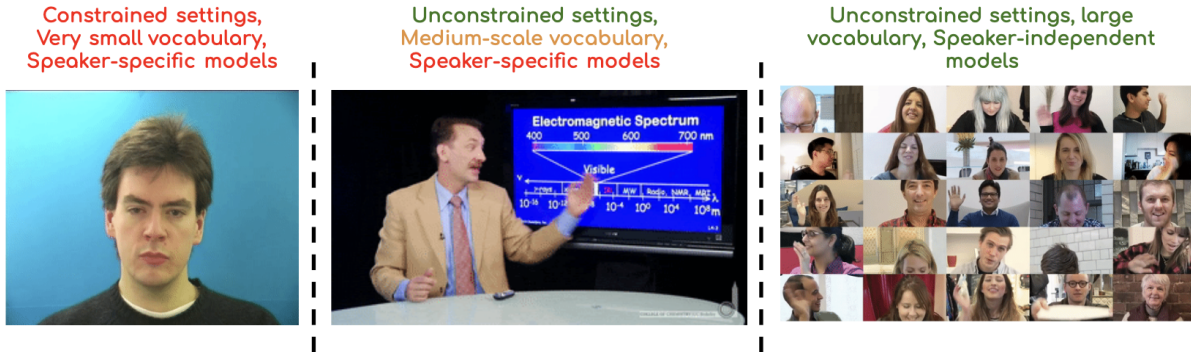 Constrained settings,
Very small vocabulary,
Speaker-specific models
Unconstrained settings,
Medium-scale vocabulary,
Speaker-specific models
Unconstrained settings, large
vocabulary, Speaker-independent
models
Electromagnetic Spectrum
400 500 600 700 nm
Visible
γ MW Radio, NMR, MRI λ
10-16 10-12 10-4 10⁰ 10⁴ 10⁸m